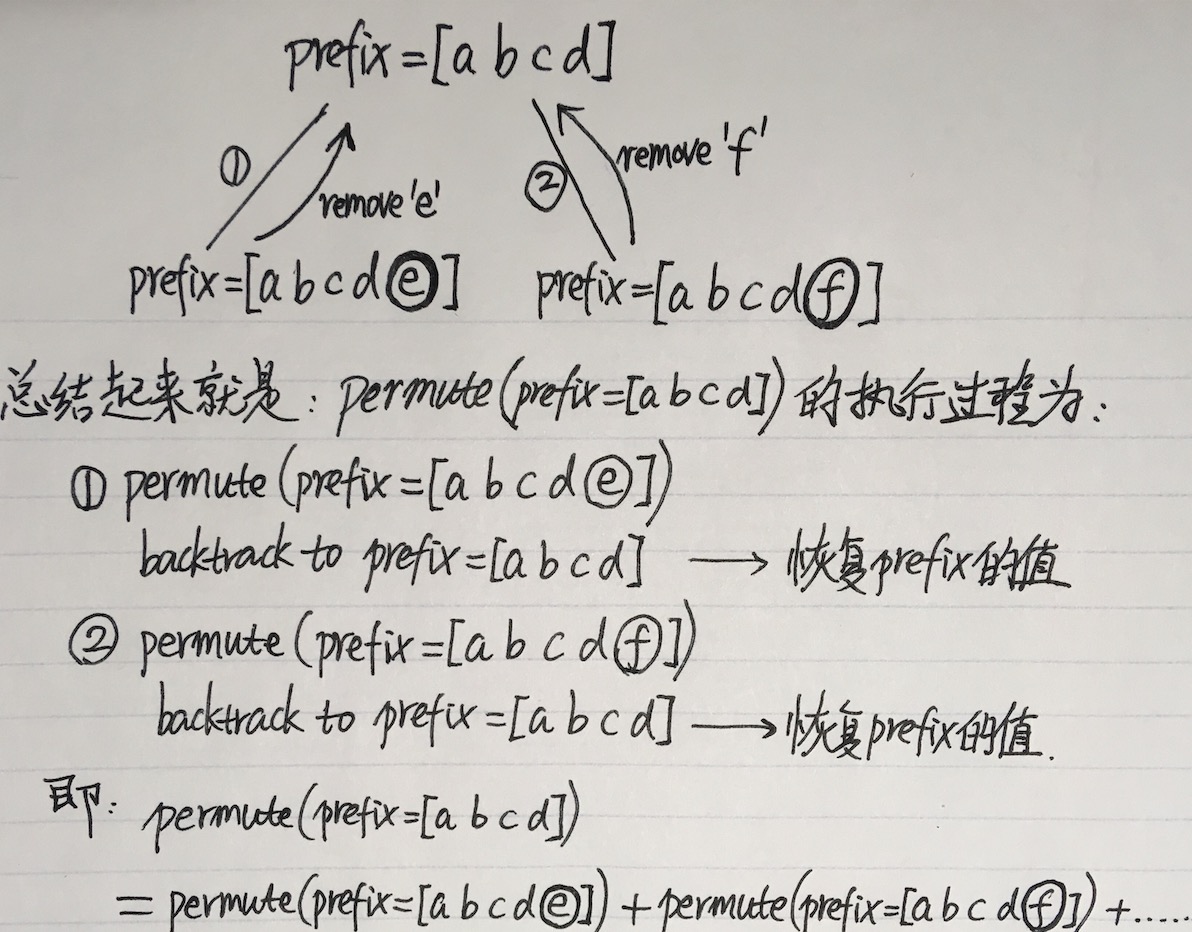 prefix=[a b c d]
① remove'e' ② remove'f'
prefix=[a b c d ⓔ] prefix=[a b c d ⓕ]
总结起来就是: permute(prefix=[a b c d])的执行过程为:
① permute(prefix=[a b c d ⓔ])
backtrack to prefix=[a b c d] → 恢复prefix的值
② permute(prefix=[a b c d ⓕ])
backtrack to prefix=[a b c d] → 恢复prefix的值.
即: permute(prefix=[a b c d])
= permute(prefix=[a b c d ⓔ]) + permute(prefix=[a b c d ⓕ]) + ......